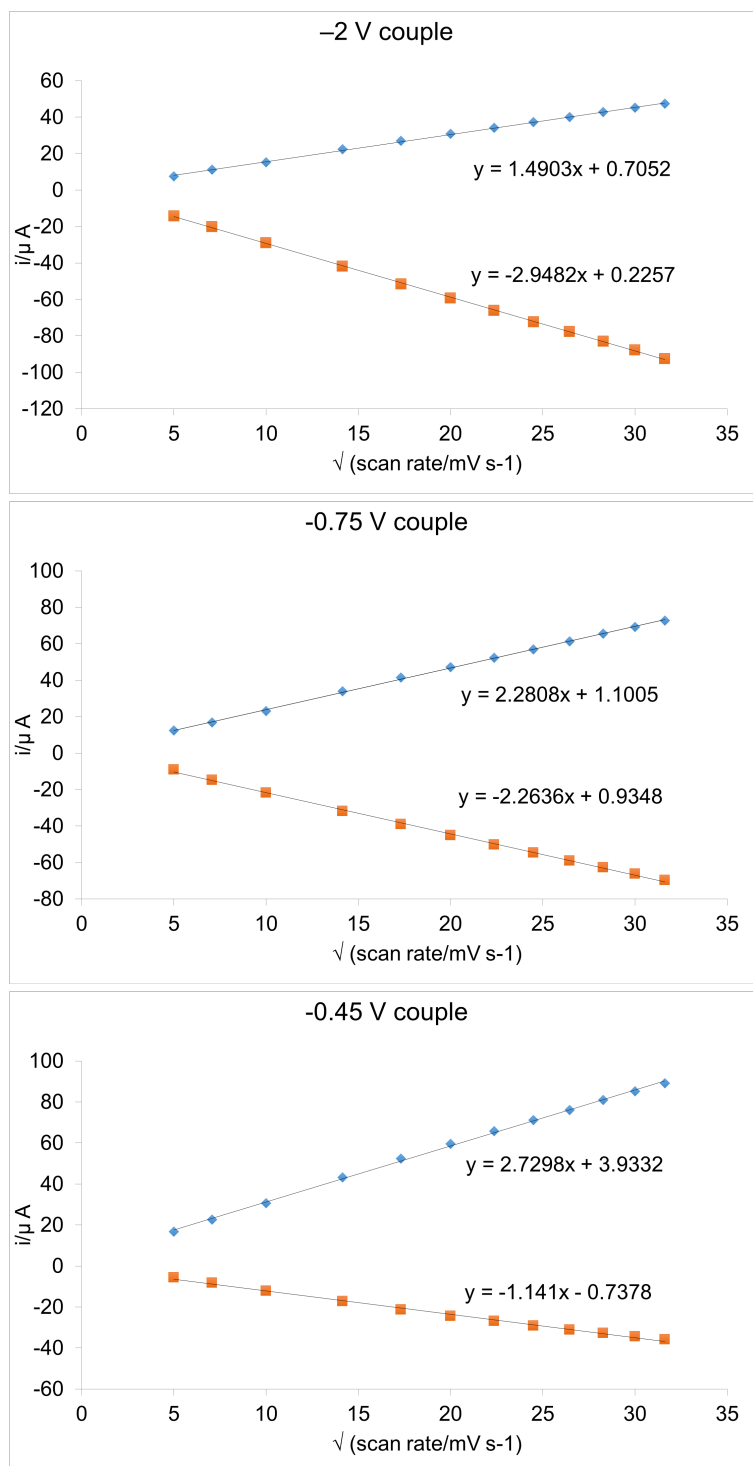 –2 V couple
60
40
20
0
-20
-40
-60
-80
-100
-120
i/µ A
y = 1.4903x + 0.7052
y = -2.9482x + 0.2257
0 5 10 15 20 25 30 35
√ (scan rate/mV s-1)
-0.75 V couple
100
80
60
40
20
0
-20
-40
-60
-80
i/µ A
y = 2.2808x + 1.1005
y = -2.2636x + 0.9348
0 5 10 15 20 25 30 35
√ (scan rate/mV s-1)
-0.45 V couple
100
80
60
40
20
0
-20
-40
-60
i/µ A
y = 2.7298x + 3.9332
y = -1.141x - 0.7378
0 5 10 15 20 25 30 35
√ (scan rate/mV s-1)